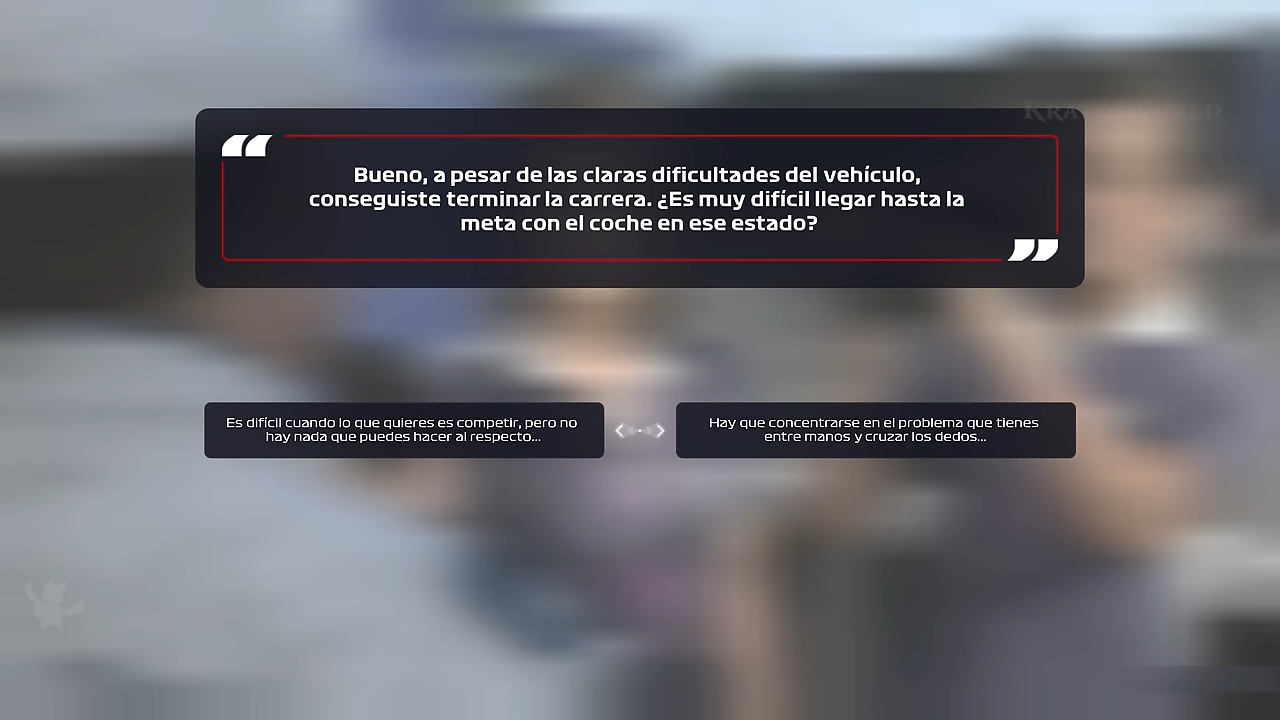 Bueno, a pesar de las claras dificultades del vehículo,
conseguiste terminar la carrera. ¿Es muy difícil llegar hasta la
meta con el coche en ese estado?
Es difícil cuando lo que quieres es competir, pero no
hay nada que puedes hacer al respecto...
Hay que concentrarse en el problema que tienes
entre manos y cruzar los dedos...